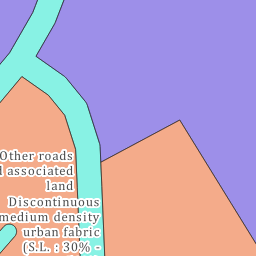 Other roads
d associated
land
Discontinuous
medium density
urban fabric
(S.L. : 30% -